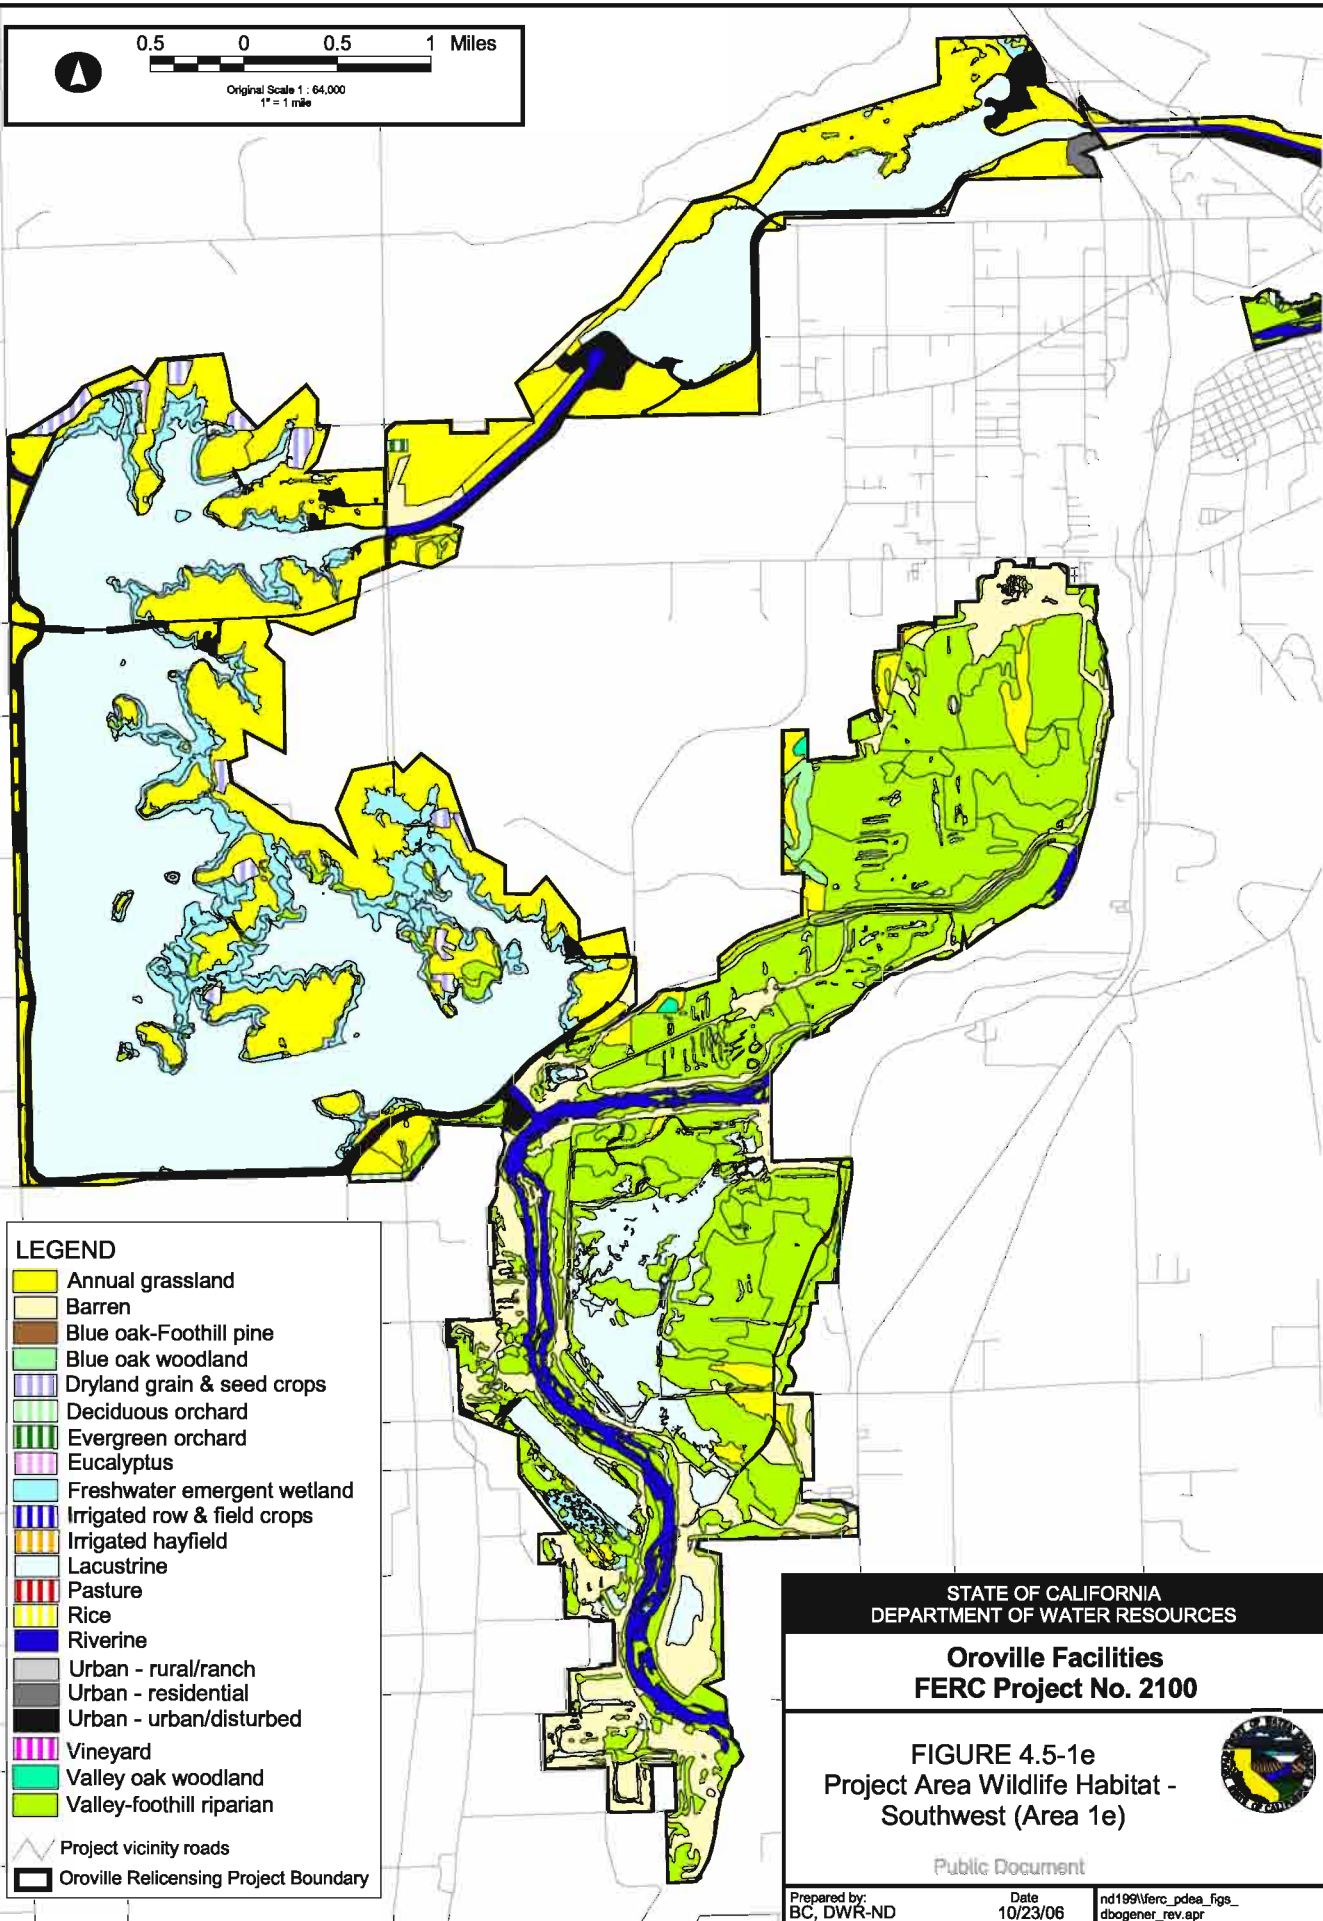 0.5 0 0.5 1 Miles
Original Scale 1 : 64,000
1" = 1 mile
LEGEND
Annual grassland
Barren
Blue oak-Foothill pine
Blue oak woodland
Dryland grain & seed crops
Deciduous orchard
Evergreen orchard
Eucalyptus
Freshwater emergent wetland
Irrigated row & field crops
Irrigated hayfield
Lacustrine
Pasture
Rice
Riverine
Urban - rural/ranch
Urban - residential
Urban - urban/disturbed
Vineyard
Valley oak woodland
Valley-foothill riparian
Project vicinity roads
Oroville Relicensing Project Boundary
STATE OF CALIFORNIA
DEPARTMENT OF WATER RESOURCES
Oroville Facilities
FERC Project No. 2100
FIGURE 4.5-1e
Project Area Wildlife Habitat -
Southwest (Area 1e)
Public Document
Prepared by:
BC, DWR-ND
Date
10/23/06
nd199\\ferc_pdea_figs_
dbogener_rev.apr